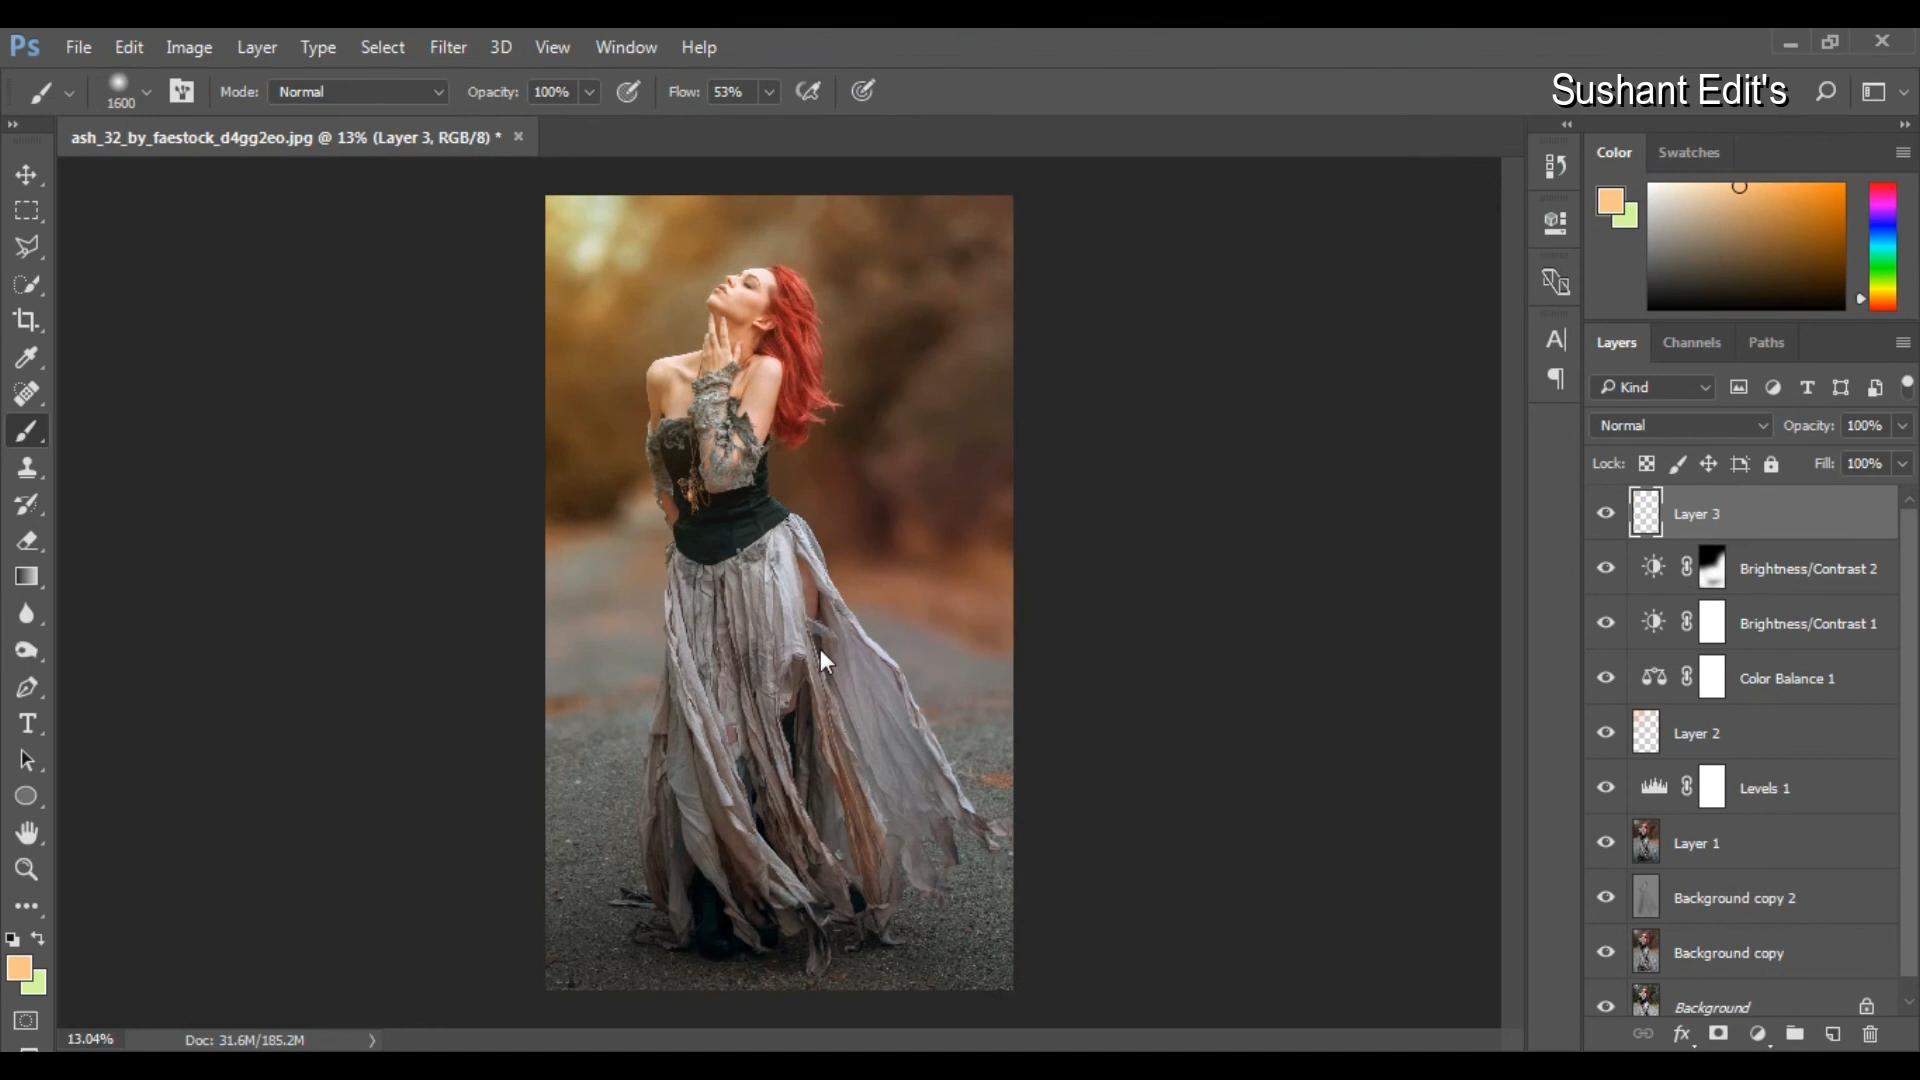 Ps File Edit Image Layer Type Select Filter 3D View Window Help
1600 Mode: Normal Opacity: 100% Flow: 53% Sushant Edit's
ash_32_by_faestock_d4gg2eo.jpg @ 13% (Layer 3, RGB/8) *
Color Swatches
Layers Channels Paths
Kind
Normal Opacity: 100%
Lock: Fill: 100%
Layer 3
Brightness/Contrast 2
Brightness/Contrast 1
Color Balance 1
Layer 2
Levels 1
Layer 1
Background copy 2
Background copy
Background
13.04% Doc: 31.6M/185.2M